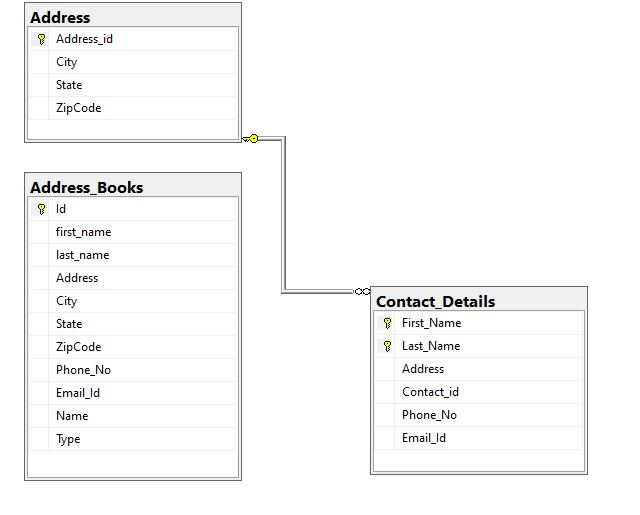 Address
Address_id
City
State
ZipCode
Address_Books
Id
first_name
last_name
Address
City
State
ZipCode
Phone_No
Email_Id
Name
Type
Contact_Details
First_Name
Last_Name
Address
Contact_id
Phone_No
Email_Id